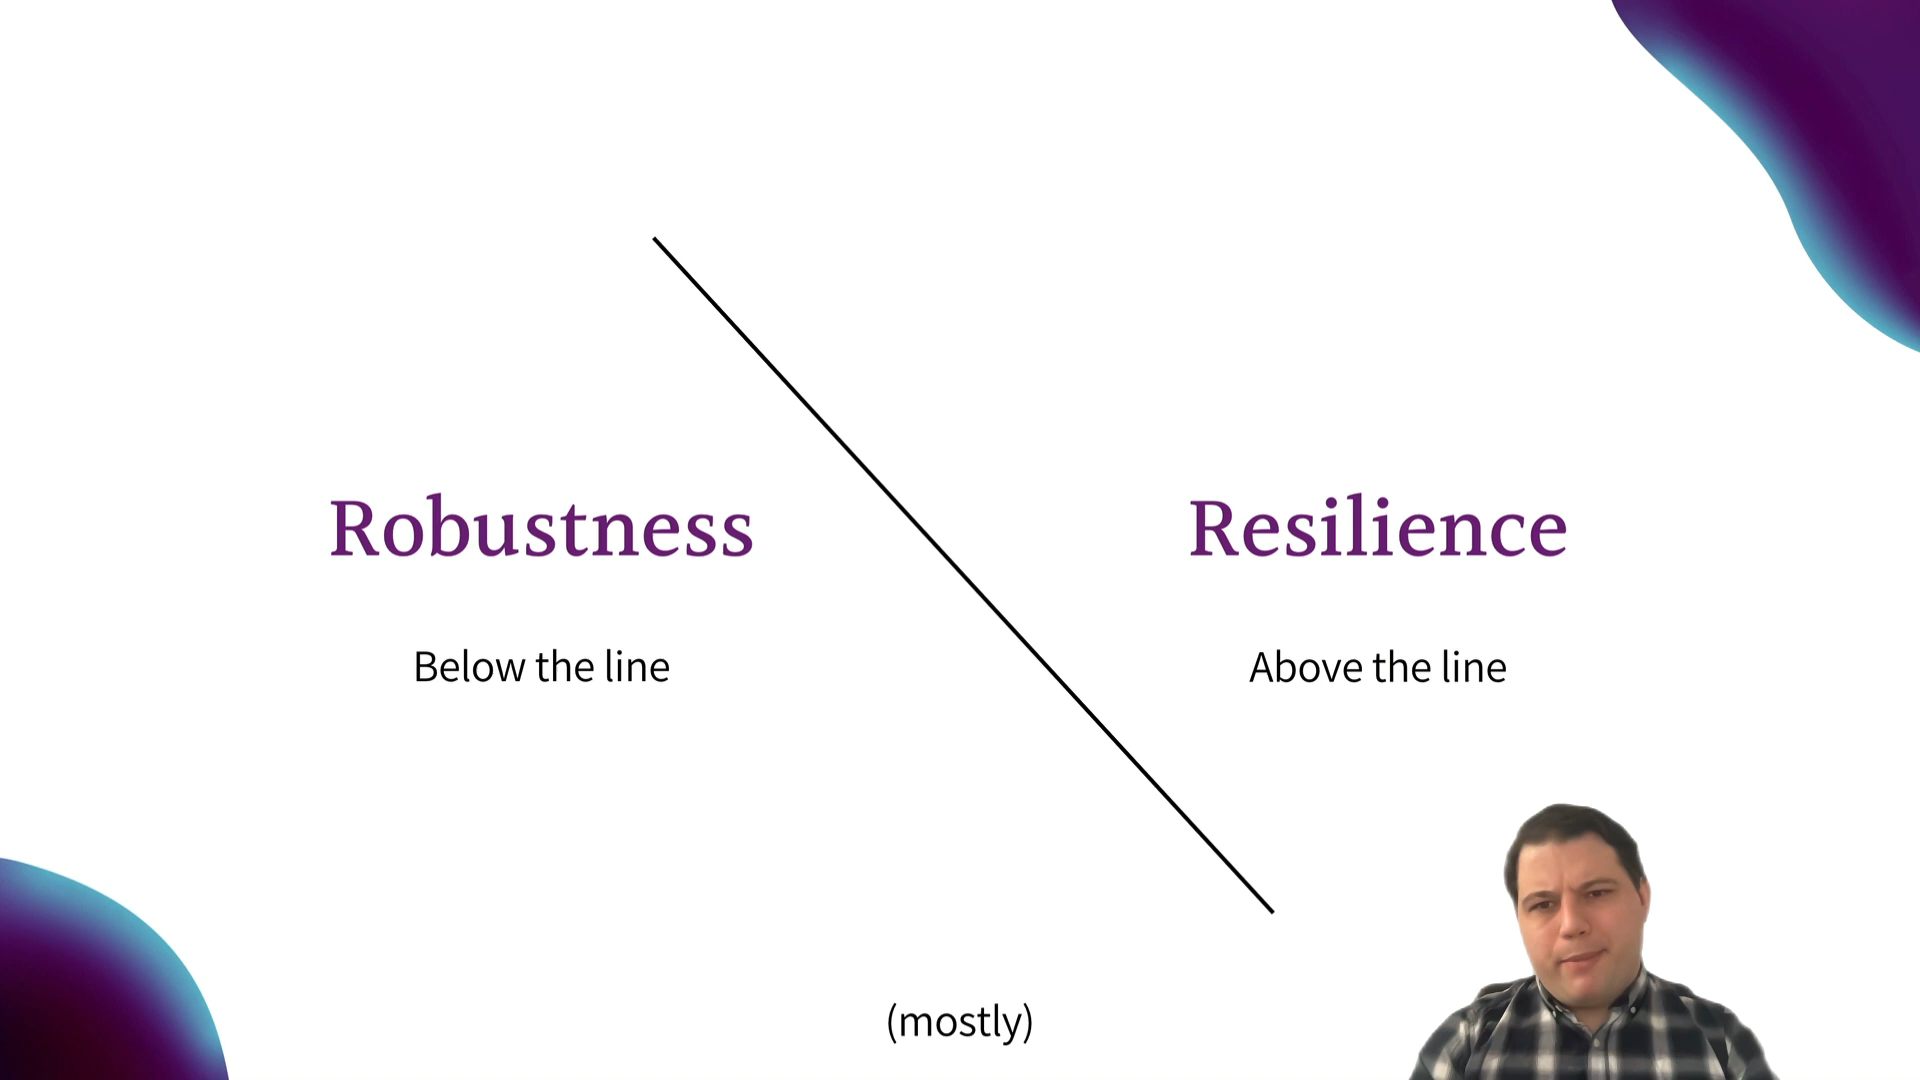 Robustness
Below the line
Resilience
Above the line
(mostly)